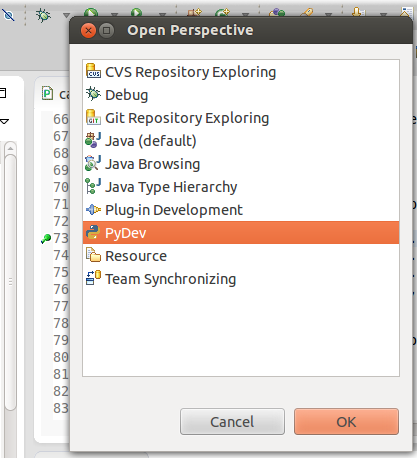 Open Perspective
ca
66
67
68
69
70
71
72
73
74
75
76
77
78
79
80
81
82
83
CVS Repository Exploring
Debug
Git Repository Exploring
Java (default)
Java Browsing
Java Type Hierarchy
Plug-in Development
PyDev
Resource
Team Synchronizing
Cancel
OK